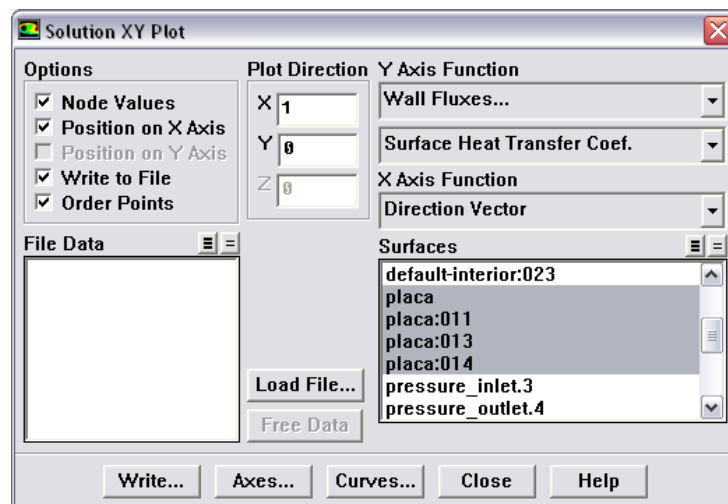 Solution XY Plot
Options
Node Values
Position on X Axis
Position on Y Axis
Write to File
Order Points
Plot Direction
X 1
Y 0
Z 0
Y Axis Function
Wall Fluxes...
Surface Heat Transfer Coef.
X Axis Function
Direction Vector
File Data
Surfaces
default-interior:023
placa
placa:011
placa:013
placa:014
pressure_inlet.3
pressure_outlet.4
Load File...
Free Data
Write... Axes... Curves... Close Help